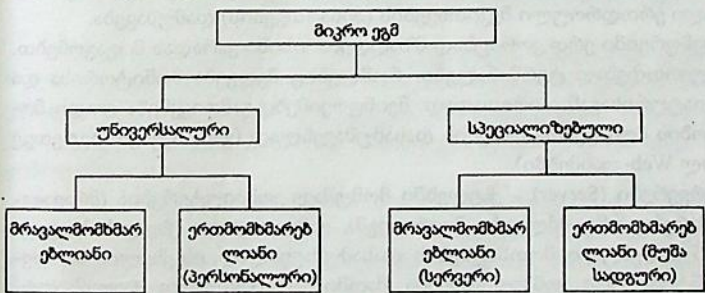 მიკრო ეგმ
უნივერსალური
სპეციალიზებული
მრავალმომხმარ
ებლიანი
ერთმომხმარებ
ლიანი
(პერსონალური)
მრავალმომხმარ
ებლიანი
(სერვერი)
ერთმომხმარებ
ლიანი (მუშა
სადგური)